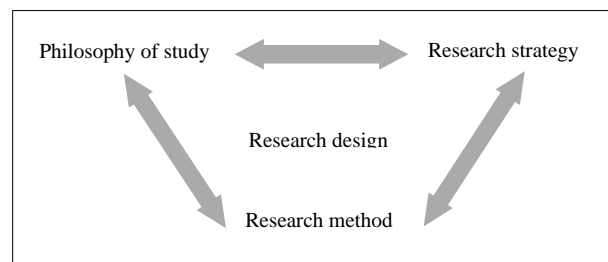 Philosophy of study
Research strategy
Research design
Research method